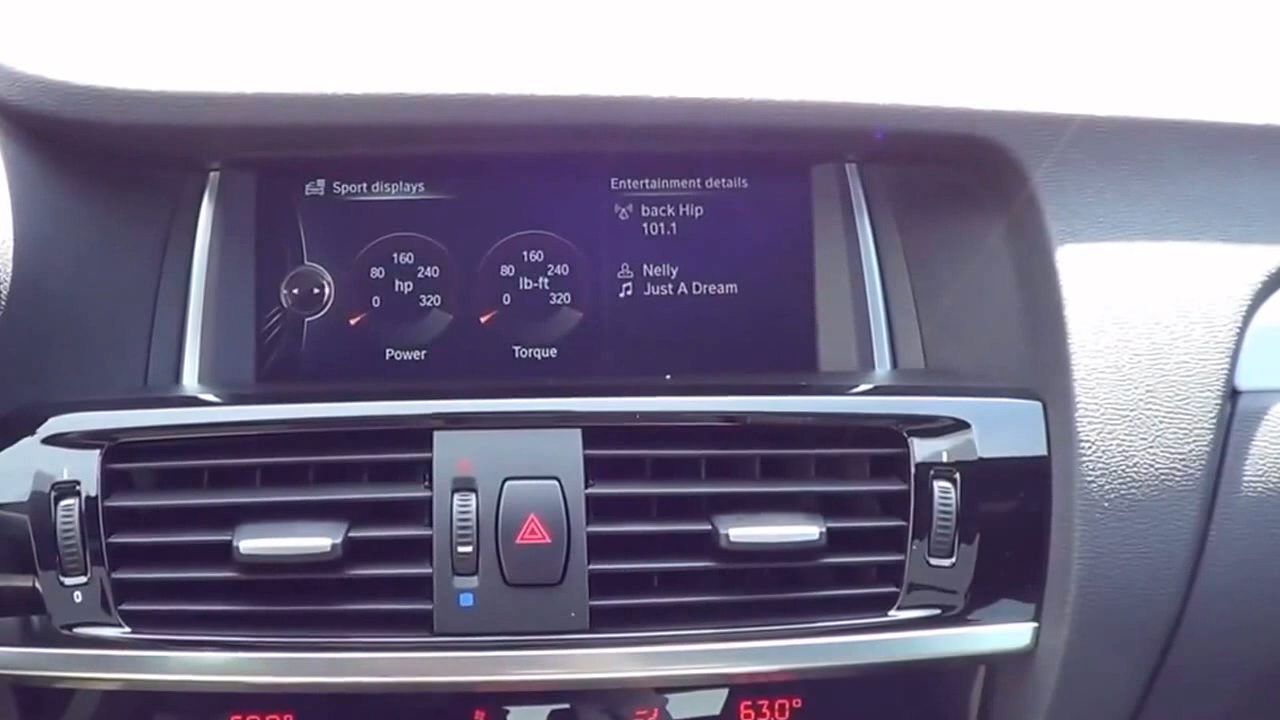 Sport displays
Entertainment details
back Hip
101.1
160
80
240
hp
0
320
Power
160
80
240
lb-ft
0
320
Torque
Nelly
Just A Dream
0
63.0°